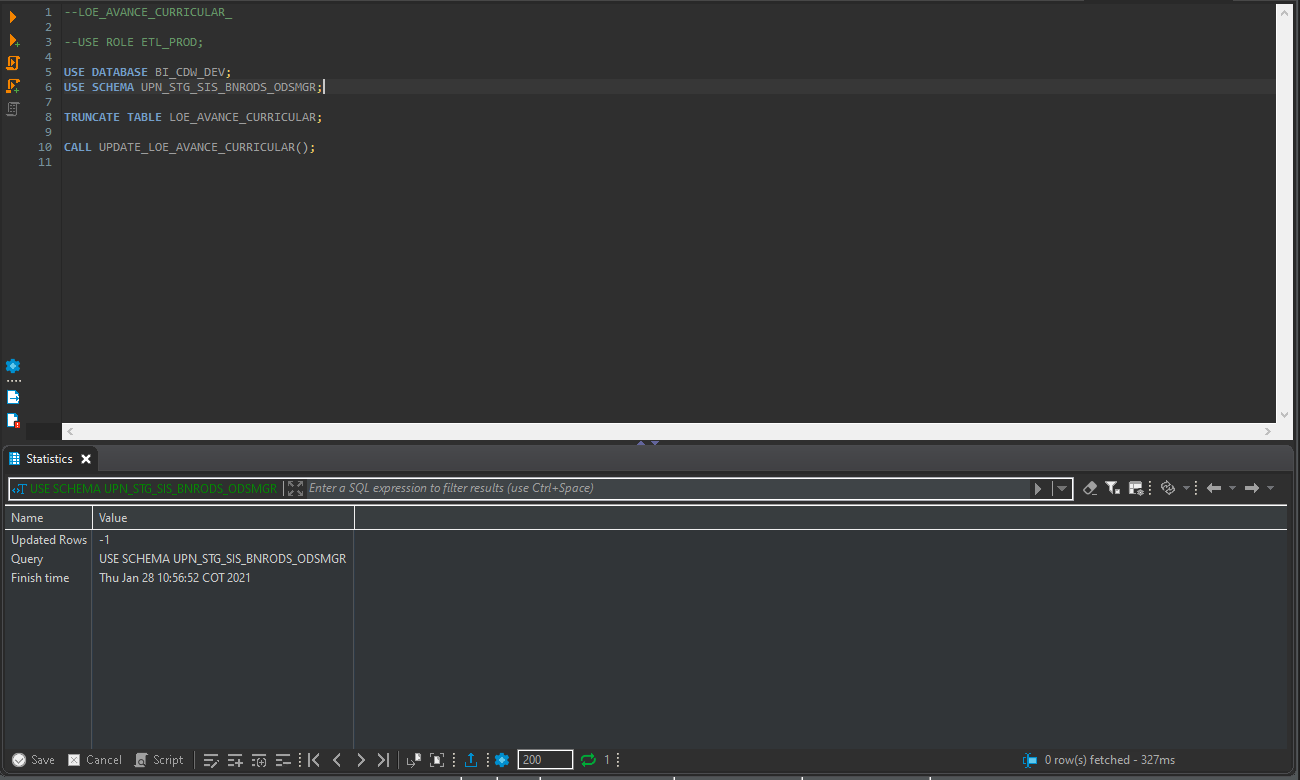 1 --LOE_AVANCE_CURRICULAR_
2
3 --USE ROLE ETL_PROD;
4
5 USE DATABASE BI_CDW_DEV;
6 USE SCHEMA UPN_STG_SIS_BNRODS_ODSMGR;
7
8 TRUNCATE TABLE LOE_AVANCE_CURRICULAR;
9
10 CALL UPDATE_LOE_AVANCE_CURRICULAR();
11
Statistics
USE SCHEMA UPN_STG_SIS_BNRODS_ODSMGR Enter a SQL expression to filter results (use Ctrl+Space)
Name Value
Updated Rows -1
Query USE SCHEMA UPN_STG_SIS_BNRODS_ODSMGR
Finish time Thu Jan 28 10:56:52 COT 2021
Save Cancel Script 200 1 0 row(s) fetched - 327ms